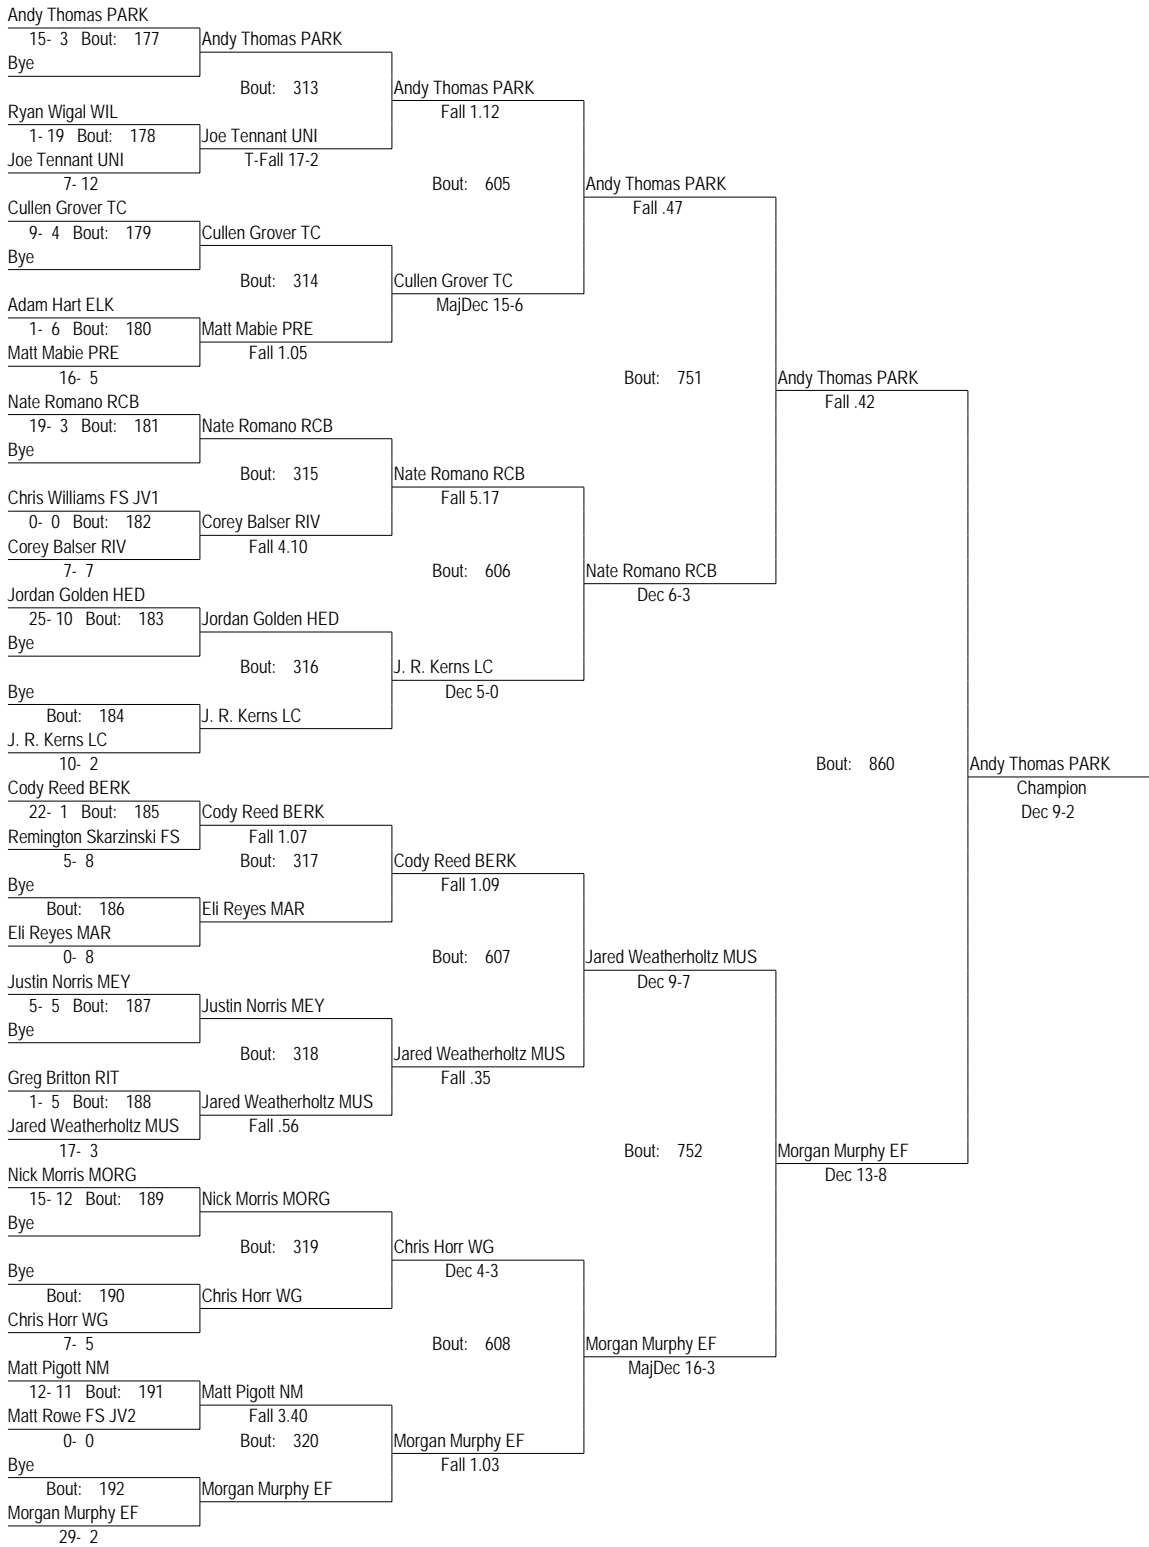 Andy Thomas PARK
15- 3 Bout: 177 Andy Thomas PARK
Bye
Bout: 313 Andy Thomas PARK
Ryan Wigal WIL Fall 1.12
1- 19 Bout: 178 Joe Tennant UNI
Joe Tennant UNI T-Fall 17-2
7- 12 Bout: 605 Andy Thomas PARK
Cullen Grover TC Fall .47
9- 4 Bout: 179 Cullen Grover TC
Bye
Bout: 314 Cullen Grover TC
Adam Hart ELK MajDec 15-6
1- 6 Bout: 180 Matt Mabie PRE
Matt Mabie PRE Fall 1.05
16- 5 Bout: 751 Andy Thomas PARK
Nate Romano RCB Fall .42
19- 3 Bout: 181 Nate Romano RCB
Bye
Bout: 315 Nate Romano RCB
Chris Williams FS JV1 Fall 5.17
0- 0 Bout: 182 Corey Balser RIV
Corey Balser RIV Fall 4.10
7- 7 Bout: 606 Nate Romano RCB
Jordan Golden HED Dec 6-3
25- 10 Bout: 183 Jordan Golden HED
Bye
Bout: 316 J. R. Kerns LC
Bye Dec 5-0
Bout: 184 J. R. Kerns LC
J. R. Kerns LC
10- 2 Bout: 860 Andy Thomas PARK
Cody Reed BERK Champion
22- 1 Bout: 185 Cody Reed BERK Dec 9-2
Remington Skarzinski FS Fall 1.07
5- 8 Bout: 317 Cody Reed BERK
Bye Fall 1.09
Bout: 186 Eli Reyes MAR
Eli Reyes MAR
0- 8 Bout: 607 Jared Weatherholtz MUS
Justin Norris MEY Dec 9-7
5- 5 Bout: 187 Justin Norris MEY
Bye
Bout: 318 Jared Weatherholtz MUS
Greg Britton RIT Fall .35
1- 5 Bout: 188 Jared Weatherholtz MUS
Jared Weatherholtz MUS Fall .56
17- 3 Bout: 752 Morgan Murphy EF
Nick Morris MORG Dec 13-8
15- 12 Bout: 189 Nick Morris MORG
Bye
Bout: 319 Chris Horr WG
Bye Dec 4-3
Bout: 190 Chris Horr WG
Chris Horr WG
7- 5 Bout: 608 Morgan Murphy EF
Matt Pigott NM MajDec 16-3
12- 11 Bout: 191 Matt Pigott NM
Matt Rowe FS JV2 Fall 3.40
0- 0 Bout: 320 Morgan Murphy EF
Bye Fall 1.03
Bout: 192 Morgan Murphy EF
Morgan Murphy EF
29- 2